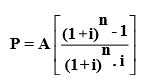 P = A [ (1+i)^n - 1 / (1+i)^n . i ]